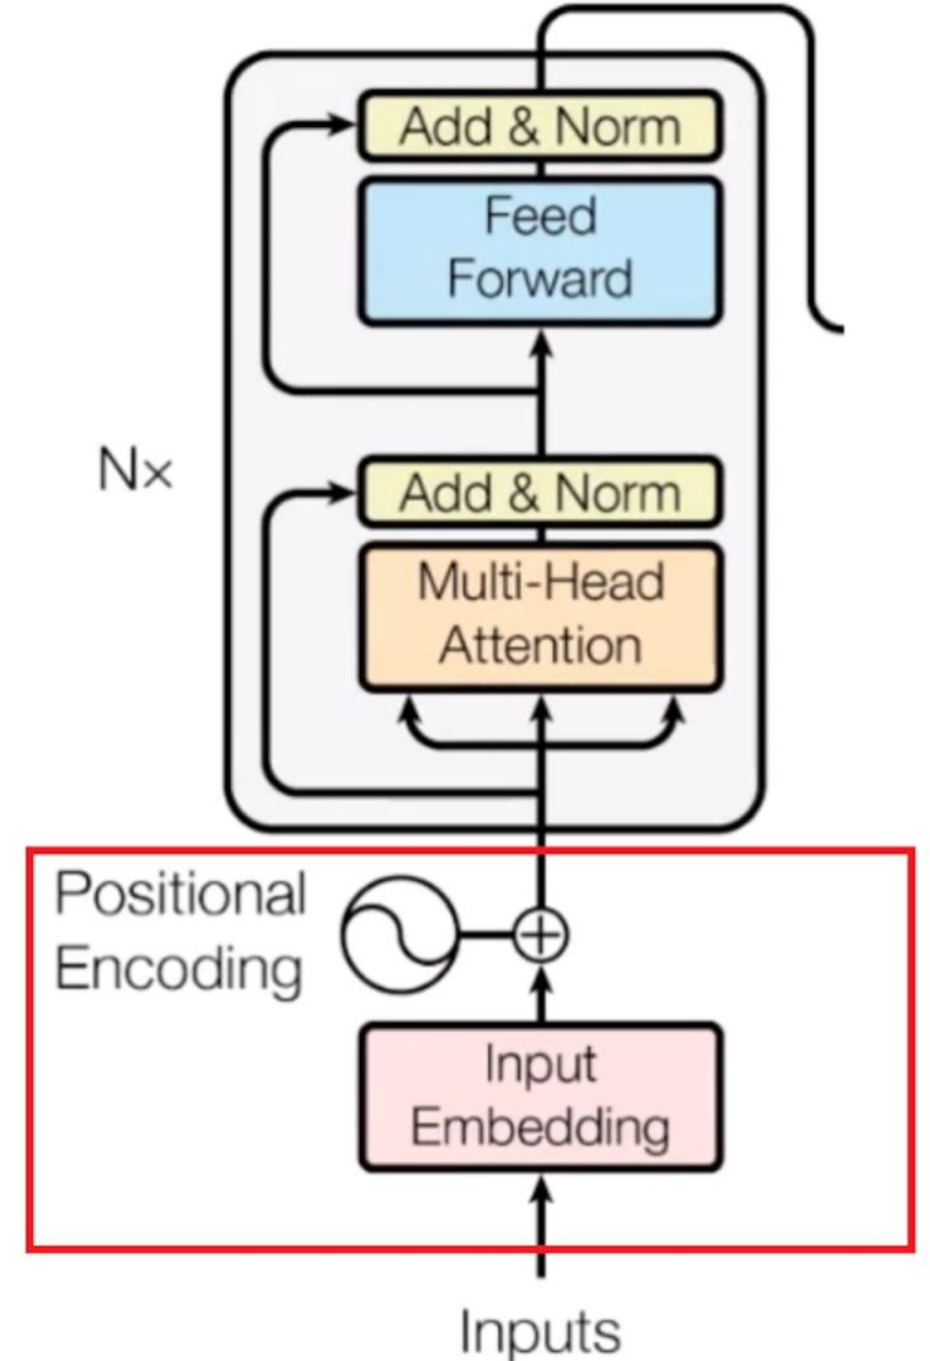 Add & Norm
Feed
Forward
Nx
Add & Norm
Multi-Head
Attention
Positional
Encoding
Input
Embedding
Inputs